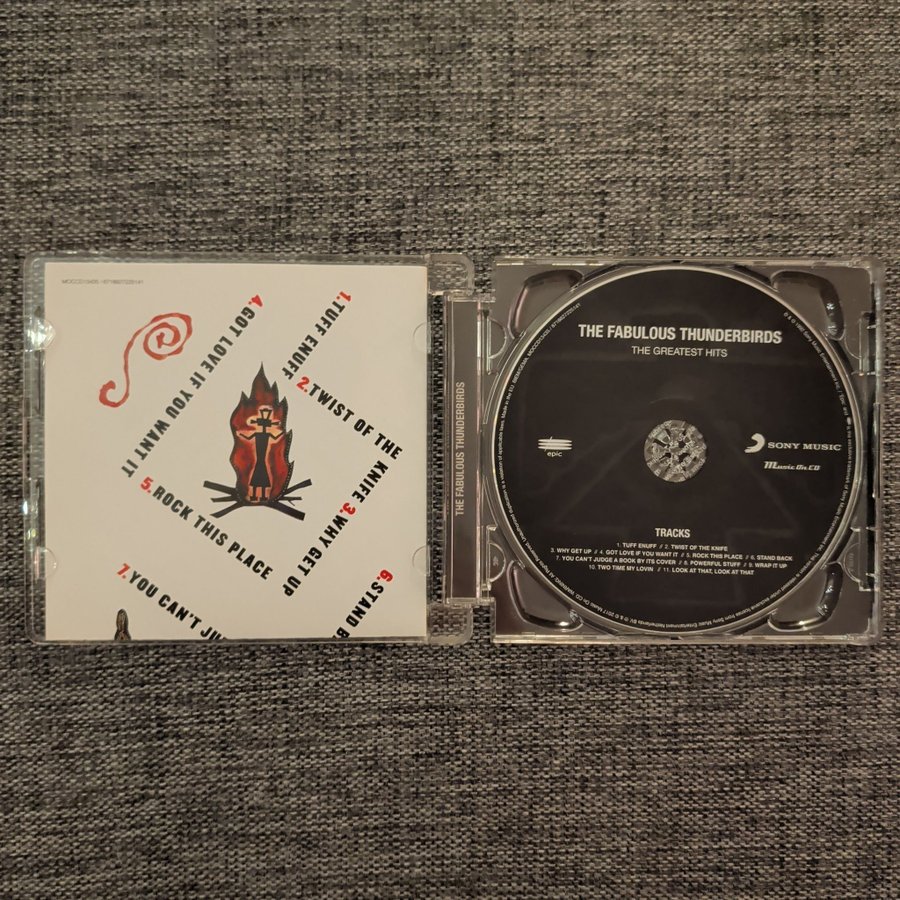 MOCCD13405 / 8718627225141
1.TUFF ENUFF
2.TWIST OF THE KNIFE
3.WHY GET UP
4.GOT LOVE IF YOU WANT IT
5.ROCK THIS PLACE
6.STAND B
7.YOU CAN'T JU
THE FABULOUS THUNDERBIRDS
THE FABULOUS THUNDERBIRDS
THE GREATEST HITS
epic
SONY MUSIC
Music On CD
TRACKS
1. TUFF ENUFF // 2. TWIST OF THE KNIFE
3. WHY GET UP // 4. GOT LOVE IF YOU WANT IT // 5. ROCK THIS PLACE // 6. STAND BACK
7. YOU CAN'T JUDGE A BOOK BY ITS COVER // 8. POWERFUL STUFF // 9. WRAP IT UP
10. TWO TIME MY LOVIN // 11. LOOK AT THAT, LOOK AT THAT